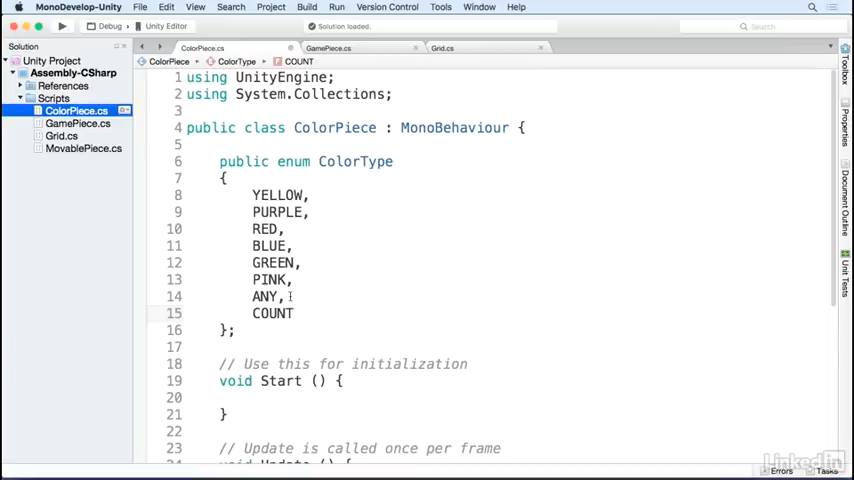 MonoDevelop-Unity File Edit View Search Project Build Run Version Control Tools Window Help
Debug Unity Editor Solution loaded. Search
Solution
ColorPiece.cs GamePiece.cs Grid.cs
Unity Project
Assembly-CSharp
References
Scripts
ColorPiece.cs
GamePiece.cs
Grid.cs
MovablePiece.cs
ColorPiece ColorType COUNT
1 using UnityEngine;
2 using System.Collections;
3
4 public class ColorPiece : MonoBehaviour {
5
6 public enum ColorType
7 {
8 YELLOW,
9 PURPLE,
10 RED,
11 BLUE,
12 GREEN,
13 PINK,
14 ANY,
15 COUNT
16 };
17
18 // Use this for initialization
19 void Start () {
20
21 }
22
23 // Update is called once per frame
24 void Update () {
Toolbox
Properties
Document Outline
Unit Tests
LinkedIn
Errors Tasks